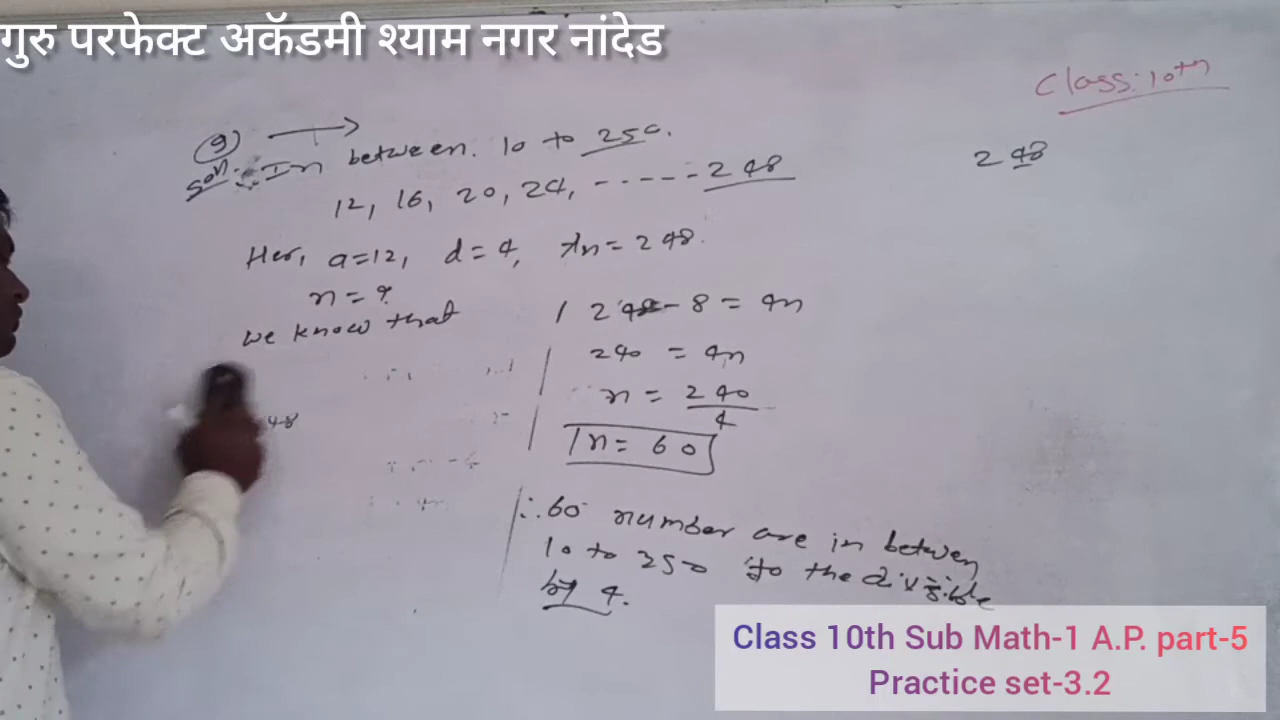 गुरु परफेक्ट अकॅडमी श्याम नगर नांदेड
Class: 10th
9)
Soln: In between. 10 to 250.
12, 16, 20, 24, ------ 248
248
Her, a=12, d=4, tn=248.
n=?
we know that
48
248-8=4n
240=4n
n=240/4
n=60
∴ 60 number are in betwen
10 to 250 to the divisible
by 4.
Class 10th Sub Math-1 A.P. part-5
Practice set-3.2